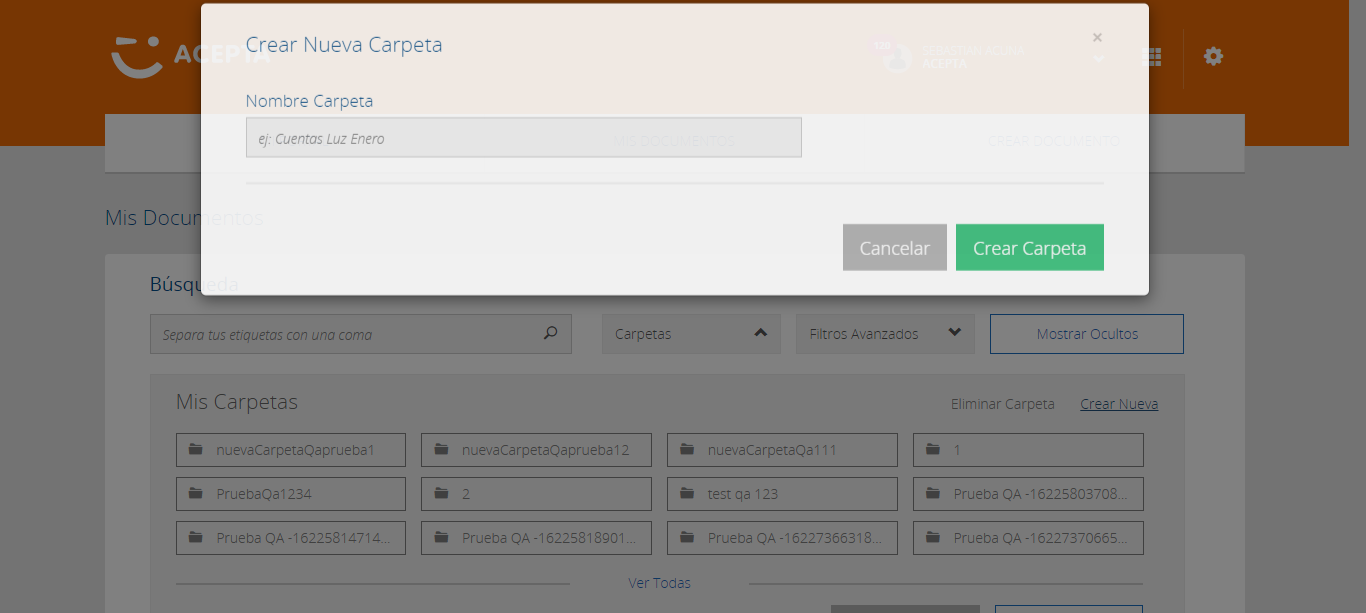 Crear Nueva Carpeta
×
ACEPTA
120
SEBASTIAN ACUÑA
ACEPTA
Nombre Carpeta
ej: Cuentas Luz Enero
MIS DOCUMENTOS
CREAR DOCUMENTO
Mis Documentos
Cancelar
Crear Carpeta
Búsqueda
Separa tus etiquetas con una coma
Carpetas
Filtros Avanzados
Mostrar Ocultos
Mis Carpetas
Eliminar Carpeta
Crear Nueva
nuevaCarpetaQaprueba1
nuevaCarpetaQaprueba12
nuevaCarpetaQa111
1
PruebaQa1234
2
test qa 123
Prueba QA -16225803708...
Prueba QA -16225814714...
Prueba QA -16225818901...
Prueba QA -16227366318...
Prueba QA -16227370665...
Ver Todas